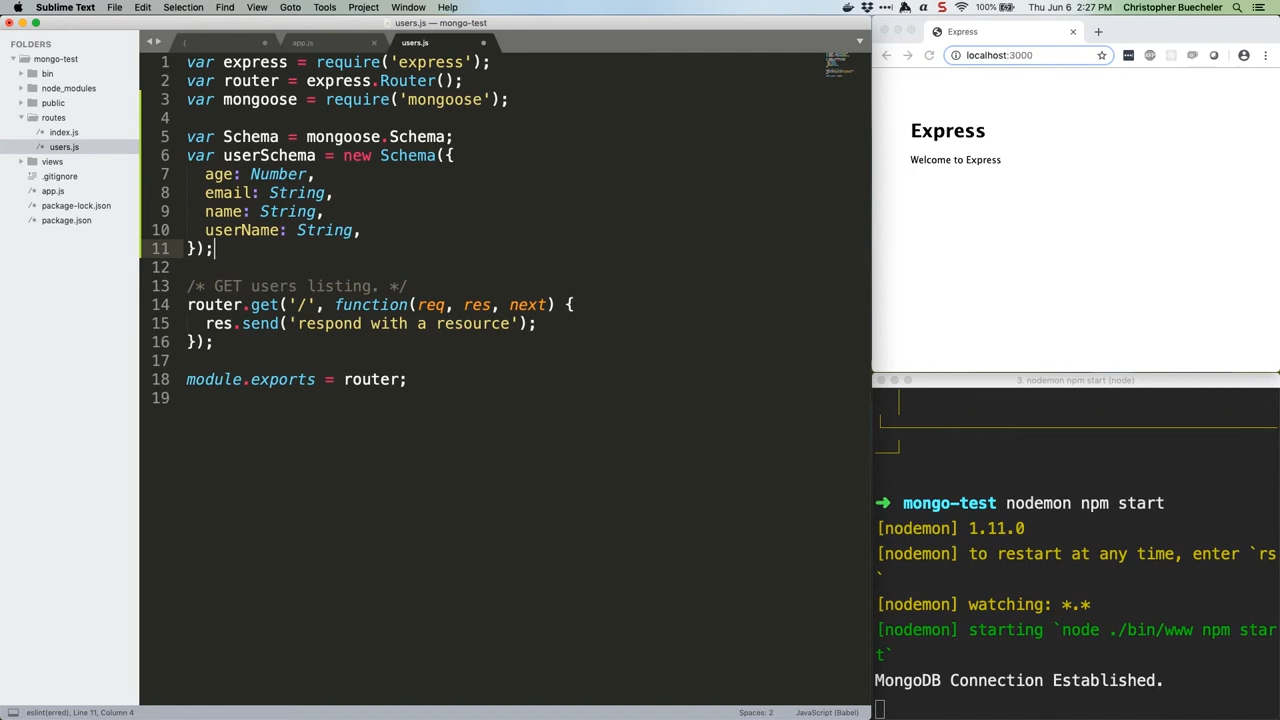 Sublime Text File Edit Selection Find View Goto Tools Project Window Help
100% Thu Jun 6 2:27 PM Christopher Buecheler
users.js — mongo-test
FOLDERS
mongo-test
bin
node_modules
public
routes
index.js
users.js
views
.gitignore
app.js
package-lock.json
package.json
{ app.js users.js
1 var express = require('express');
2 var router = express.Router();
3 var mongoose = require('mongoose');
4
5 var Schema = mongoose.Schema;
6 var userSchema = new Schema({
7 age: Number,
8 email: String,
9 name: String,
10 userName: String,
11 });
12
13 /* GET users listing. */
14 router.get('/', function(req, res, next) {
15 res.send('respond with a resource');
16 });
17
18 module.exports = router;
19
eslint(erred), Line 11, Column 4
Spaces: 2 JavaScript (Babel)
Express
localhost:3000
Express
Welcome to Express
3. nodemon npm start (node)
➜ mongo-test nodemon npm start
[nodemon] 1.11.0
[nodemon] to restart at any time, enter `rs
`
[nodemon] watching: *.*
[nodemon] starting `node ./bin/www npm star
t`
MongoDB Connection Established.